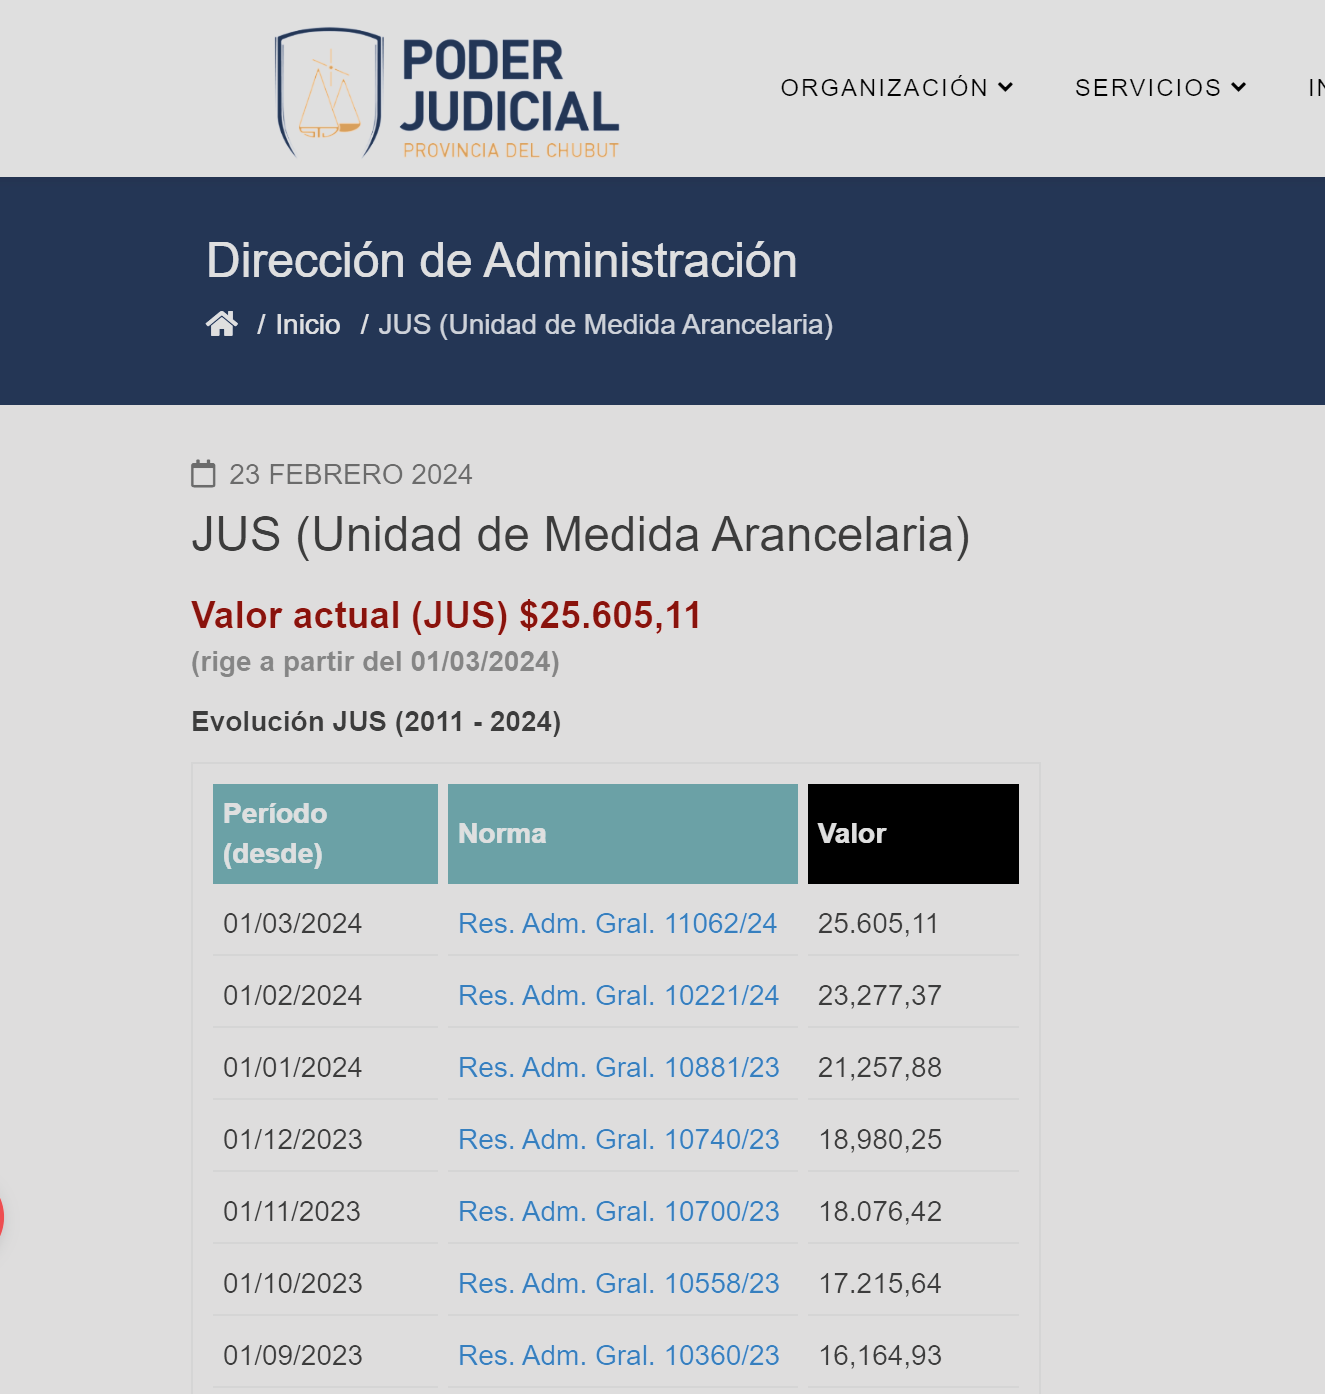 PODER
JUDICIAL
PROVINCIA DEL CHUBUT
ORGANIZACIÓN
SERVICIOS
Dirección de Administración
/ Inicio / JUS (Unidad de Medida Arancelaria)
23 FEBRERO 2024
JUS (Unidad de Medida Arancelaria)
Valor actual (JUS) $25.605,11
(rige a partir del 01/03/2024)
Evolución JUS (2011 - 2024)
Período (desde) Norma Valor
01/03/2024 Res. Adm. Gral. 11062/24 25.605,11
01/02/2024 Res. Adm. Gral. 10221/24 23,277,37
01/01/2024 Res. Adm. Gral. 10881/23 21,257,88
01/12/2023 Res. Adm. Gral. 10740/23 18,980,25
01/11/2023 Res. Adm. Gral. 10700/23 18.076,42
01/10/2023 Res. Adm. Gral. 10558/23 17.215,64
01/09/2023 Res. Adm. Gral. 10360/23 16,164,93